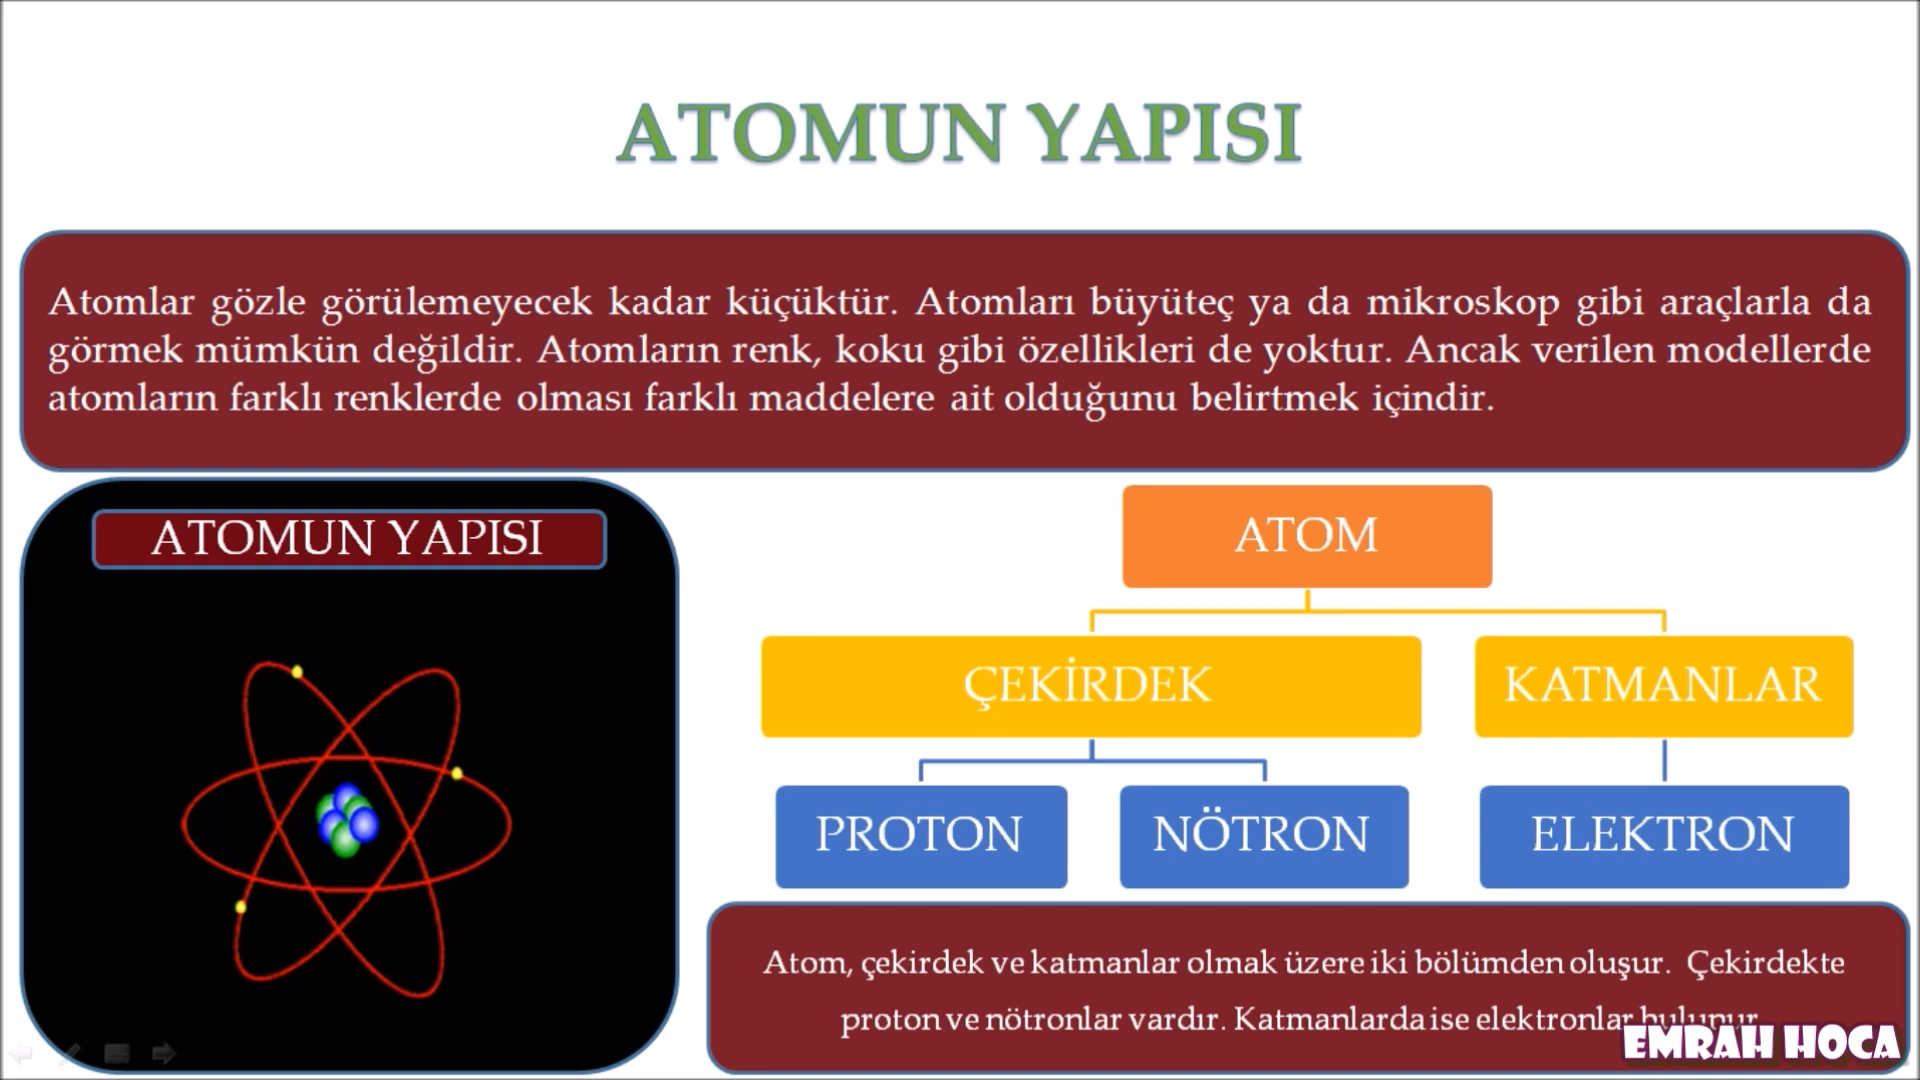 ATOMUN YAPISI
Atomlar gözle görülemeyecek kadar küçüktür. Atomları büyüteç ya da mikroskop gibi araçlarla da
görmek mümkün değildir. Atomların renk, koku gibi özellikleri de yoktur. Ancak verilen modellerde
atomların farklı renklerde olması farklı maddelere ait olduğunu belirtmek içindir.
ATOMUN YAPISI
ATOM
ÇEKİRDEK KATMANLAR
PROTON NÖTRON ELEKTRON
Atom, çekirdek ve katmanlar olmak üzere iki bölümden oluşur. Çekirdekte
proton ve nötronlar vardır. Katmanlarda ise elektronlar bulunur.
EMRAH HOCA